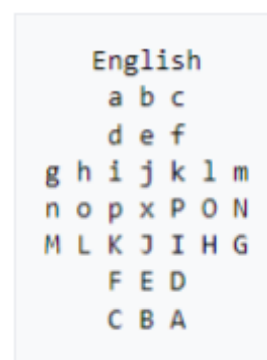 English
a b c
d e f
g h i j k l m
n o p x P O N
M L K J I H G
F E D
C B A